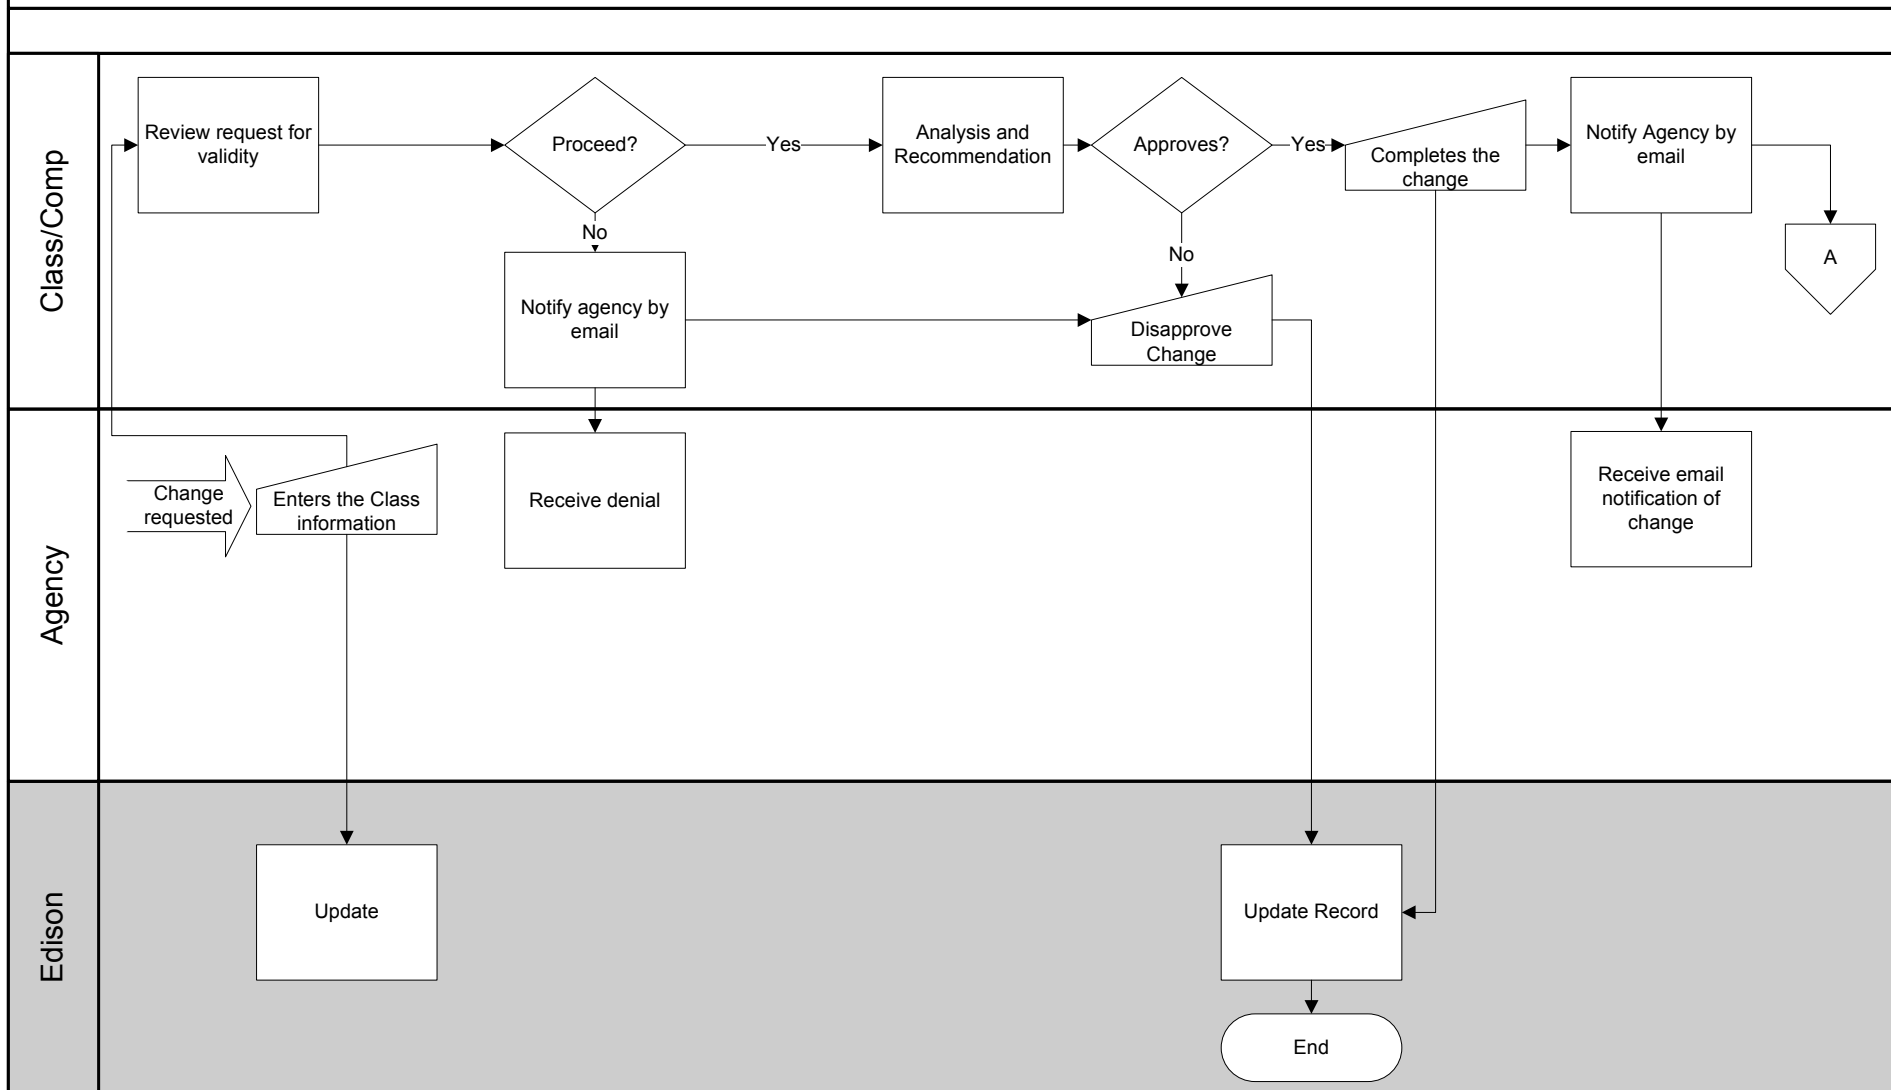 Class/Comp
Review request for
validity
Proceed?
Yes
Analysis and
Recommendation
Approves?
Yes
Completes the
change
Notify Agency by
email
A
No
Notify agency by
email
No
Disapprove
Change
Agency
Change
requested
Enters the Class
information
Receive denial
Receive email
notification of
change
Edison
Update
Update Record
End